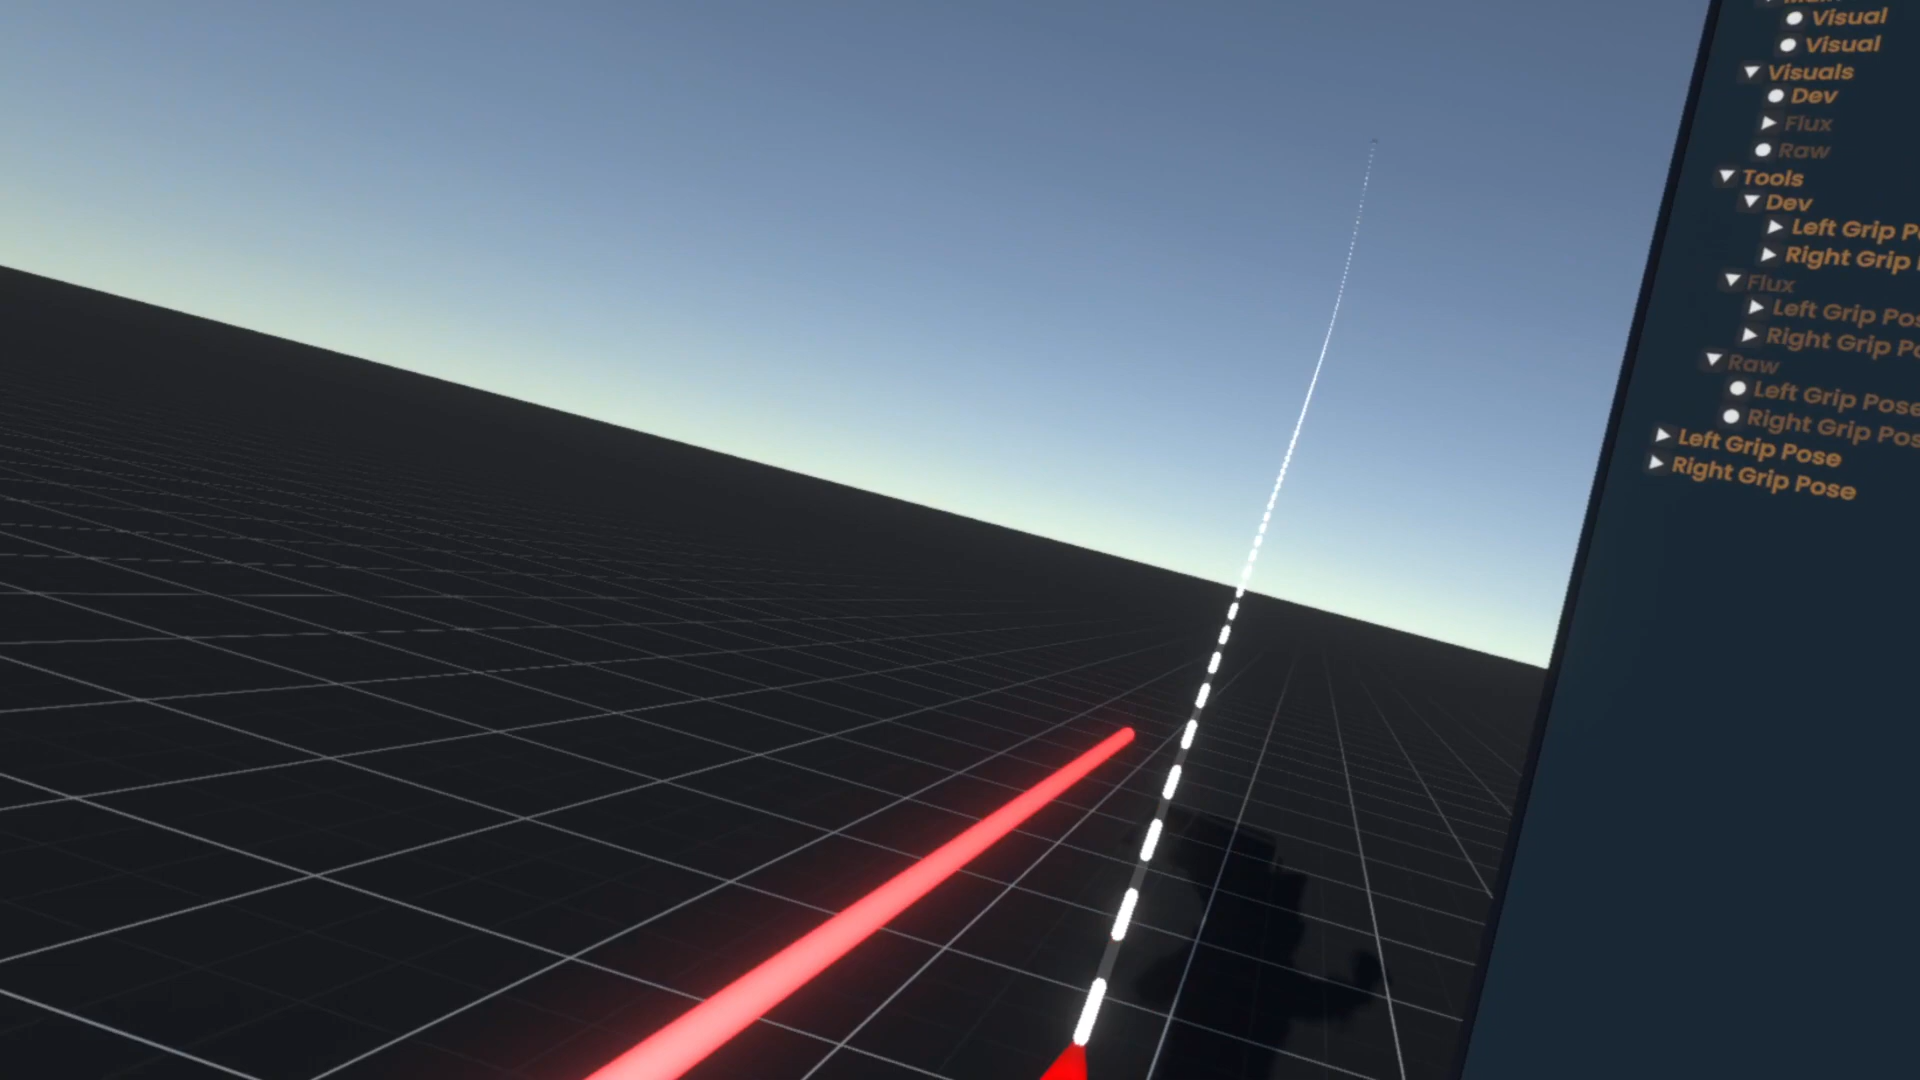 Visual
Visual
Visuals
Dev
Flux
Raw
Tools
Dev
Left Grip
Right Grip
Flux
Left Grip
Right Grip
Raw
Left Grip Pose
Right Grip
Left Grip Pose
Right Grip Pose